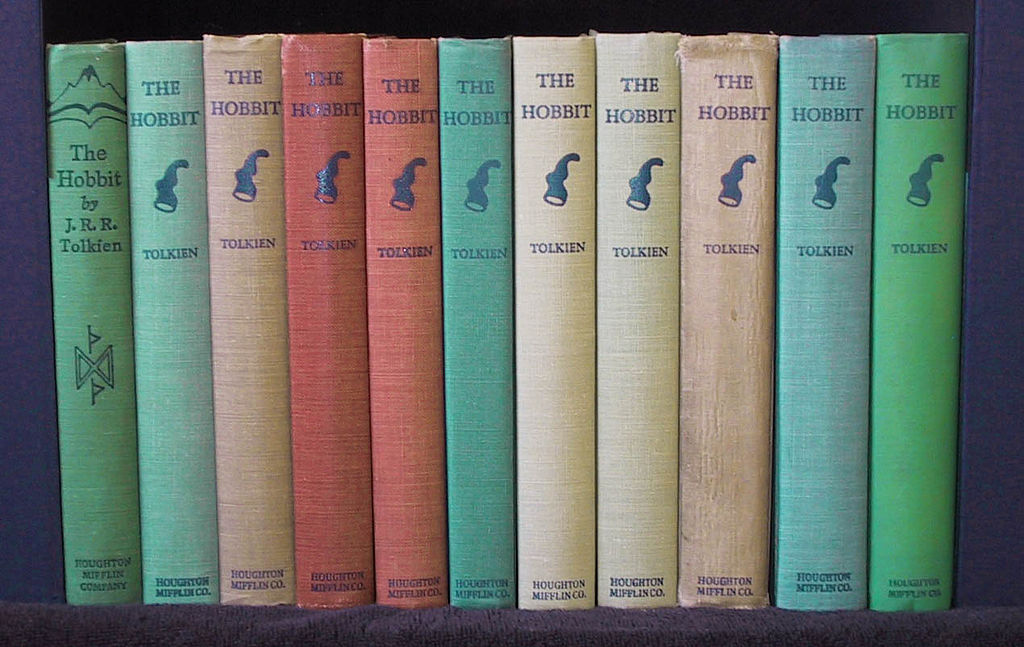 The
Hobbit
by
J. R. R.
Tolkien
HOUGHTON
MIFFLIN
COMPANY
THE
HOBBIT
TOLKIEN
HOUGHTON
MIFFLIN CO.
THE
HOBBIT
TOLKIEN
HOUGHTON
MIFFLIN CO.
THE
HOBBIT
TOLKIEN
HOUGHTON
MIFFLIN CO.
THE
HOBBIT
TOLKIEN
HOUGHTON
MIFFLIN CO.
THE
HOBBIT
TOLKIEN
HOUGHTON
MIFFLIN CO.
THE
HOBBIT
TOLKIEN
HOUGHTON
MIFFLIN CO.
THE
HOBBIT
TOLKIEN
HOUGHTON
MIFFLIN CO.
THE
HOBBIT
TOLKIEN
HOUGHTON
MIFFLIN CO.
THE
HOBBIT
TOLKIEN
HOUGHTON
MIFFLIN CO.
THE
HOBBIT
TOLKIEN
HOUGHTON
MIFFLIN CO.